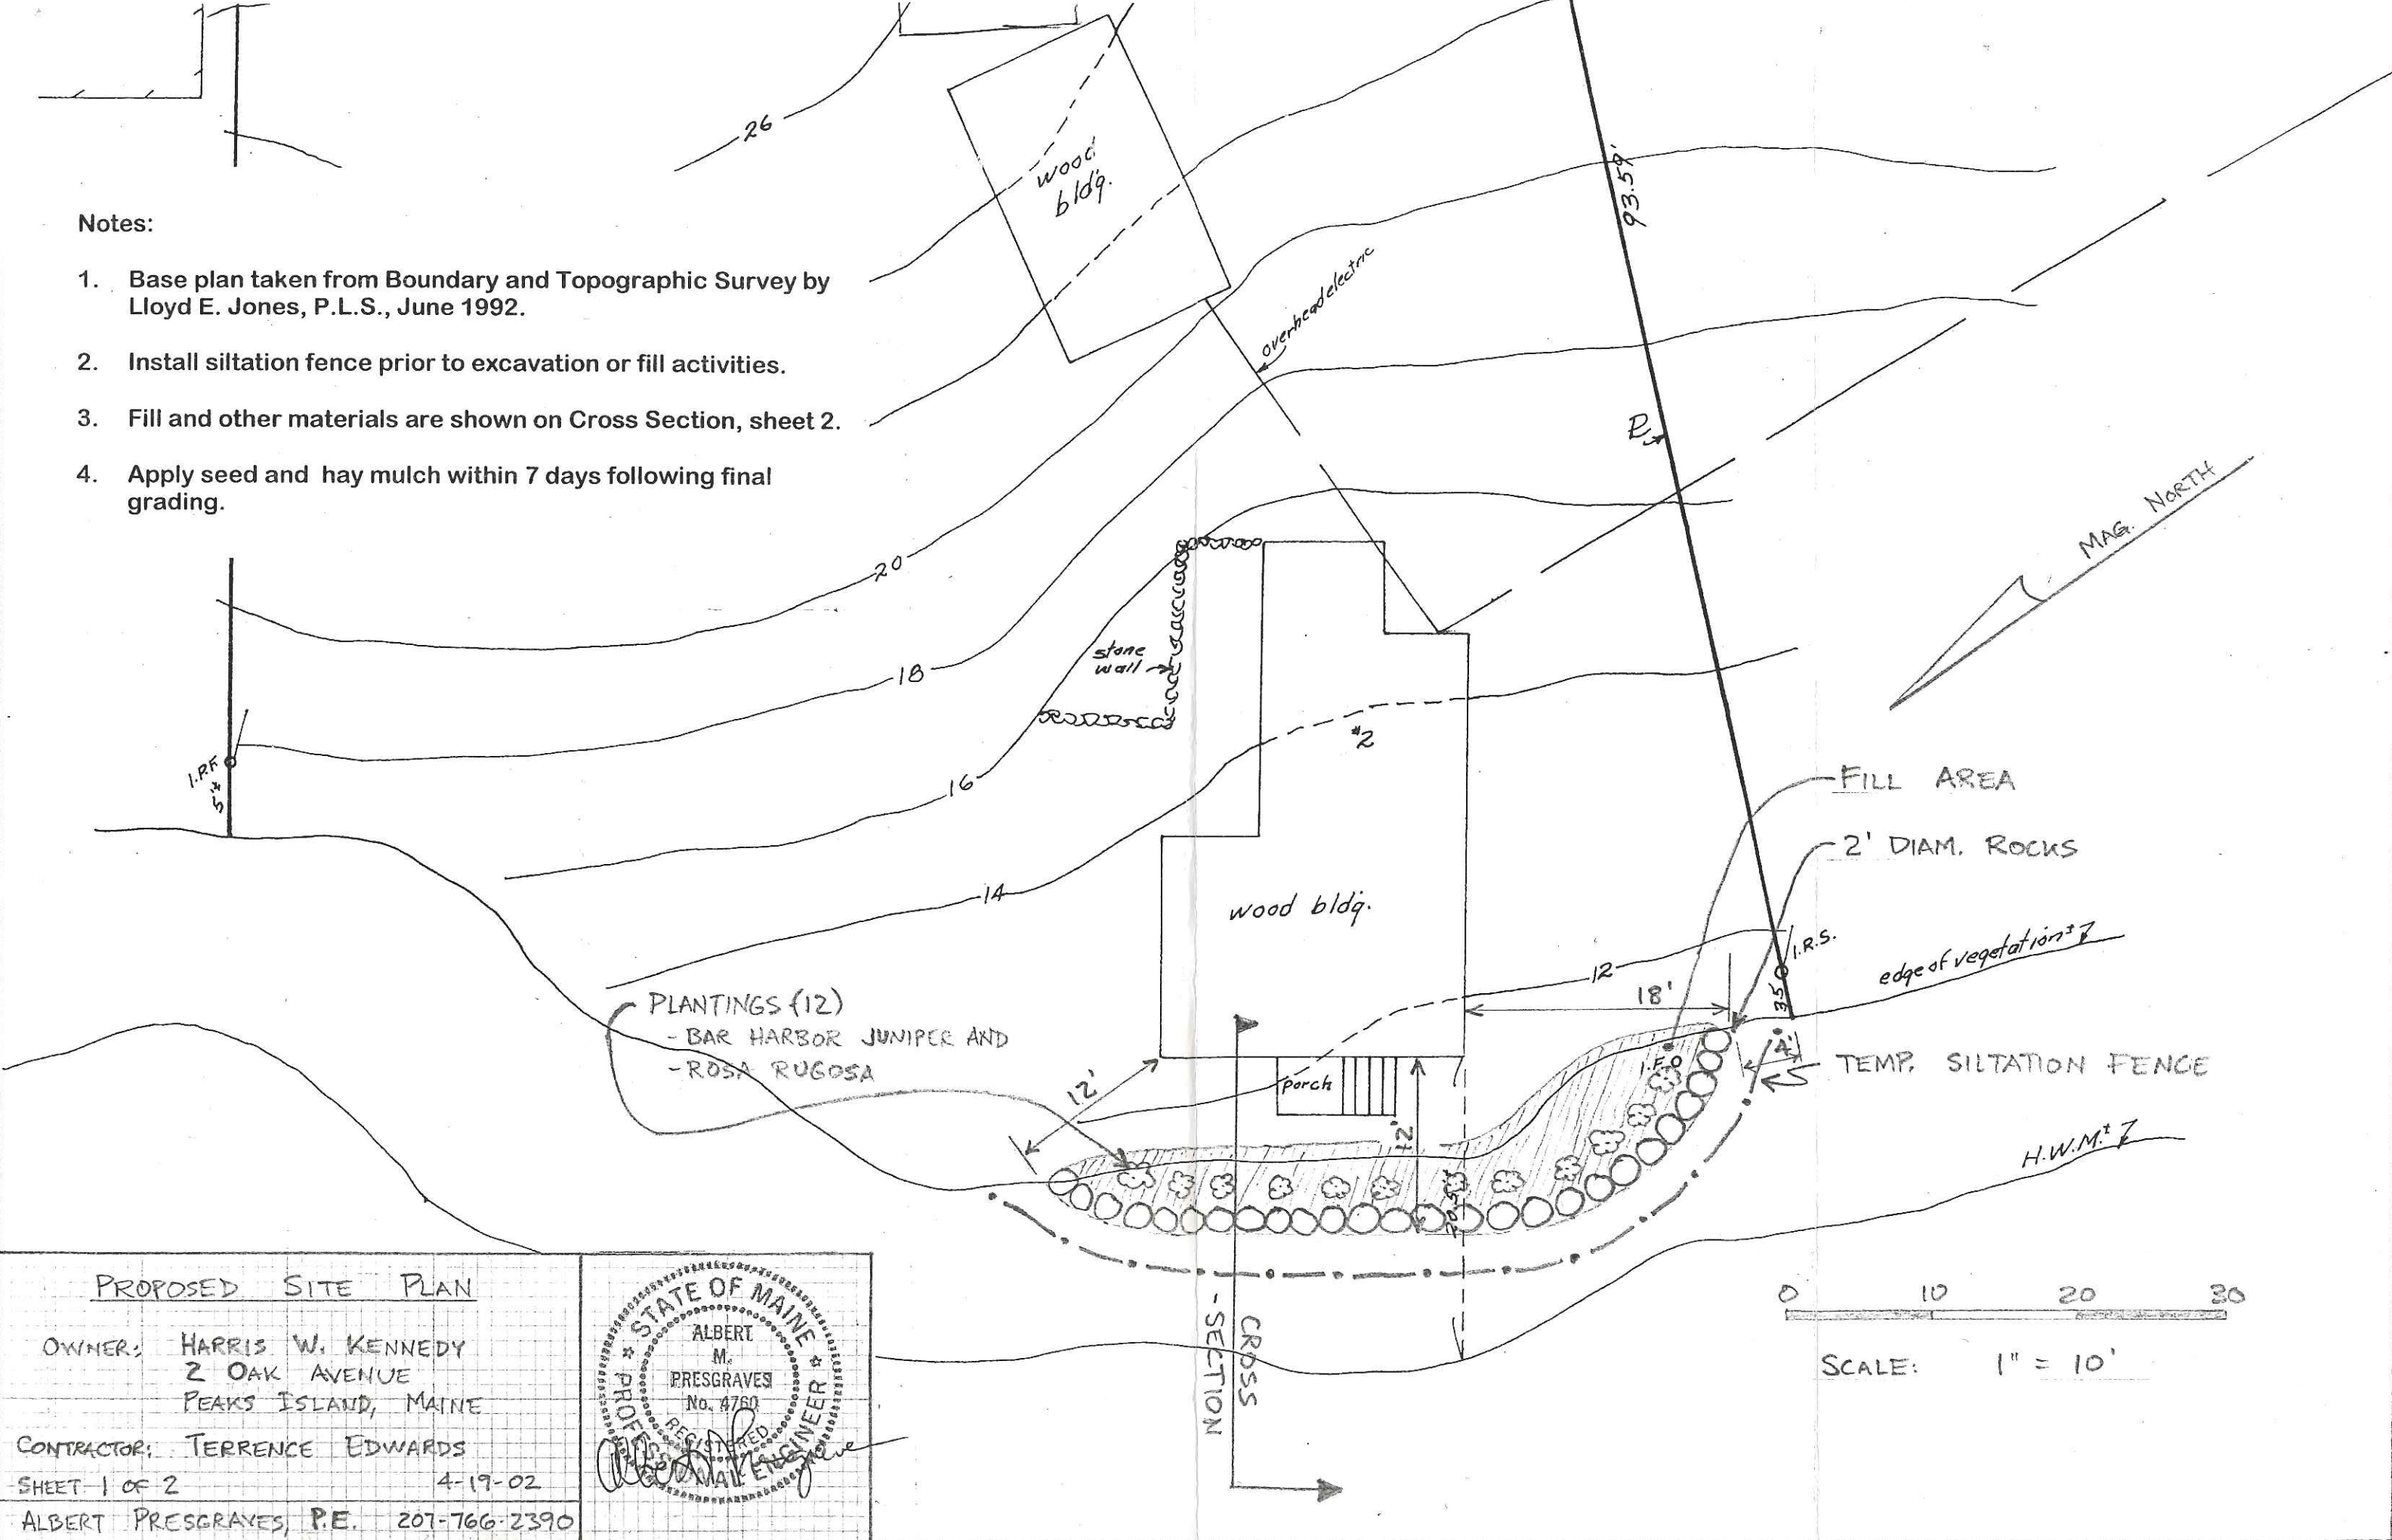 26
wood
bldg.
93.59'
Notes:
1. Base plan taken from Boundary and Topographic Survey by
Lloyd E. Jones, P.L.S., June 1992.
2. Install siltation fence prior to excavation or fill activities.
3. Fill and other materials are shown on Cross Section, sheet 2.
4. Apply seed and hay mulch within 7 days following final
grading.
overhead electric
MAG. NORTH
20
stone
wall
18
#2
I.P.F.
5'±
16
FILL AREA
2' DIAM. ROCKS
14
wood bldg.
I.R.S.
edge of vegetation±
12
18'
3.5
PLANTINGS (12)
- BAR HARBOR JUNIPER AND
- ROSA RUGOSA
12'
porch
12'
4'
TEMP. SILTATION FENCE
H.W.M.±
20.5'±
CROSS
-SECTION
0 10 20 30
SCALE: 1" = 10'
PROPOSED SITE PLAN
OWNER: HARRIS W. KENNEDY
2 OAK AVENUE
PEAKS ISLAND, MAINE
CONTRACTOR: TERRENCE EDWARDS
SHEET 1 OF 2 4-19-02
ALBERT PRESGRAVES, P.E. 207-766-2390
STATE OF MAINE
ALBERT
M.
PRESGRAVES
No. 4760
REGISTERED
PROFESSIONAL ENGINEER